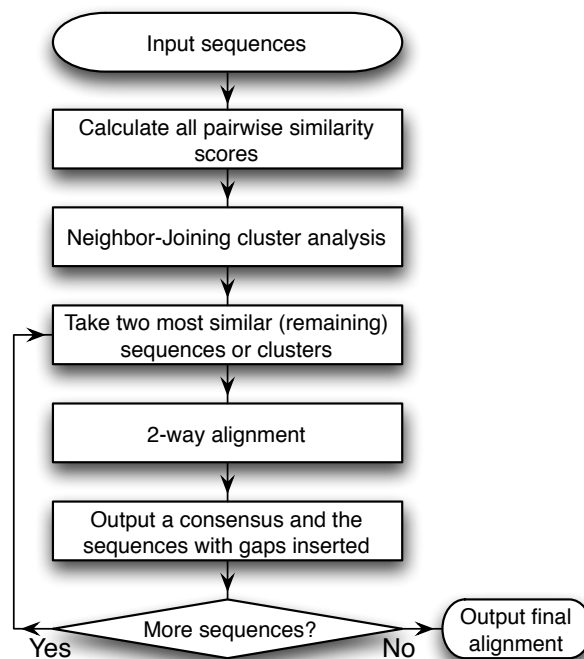 Input sequences
Calculate all pairwise similarity
scores
Neighbor-Joining cluster analysis
Take two most similar (remaining)
sequences or clusters
2-way alignment
Output a consensus and the
sequences with gaps inserted
More sequences?
Yes
No
Output final
alignment